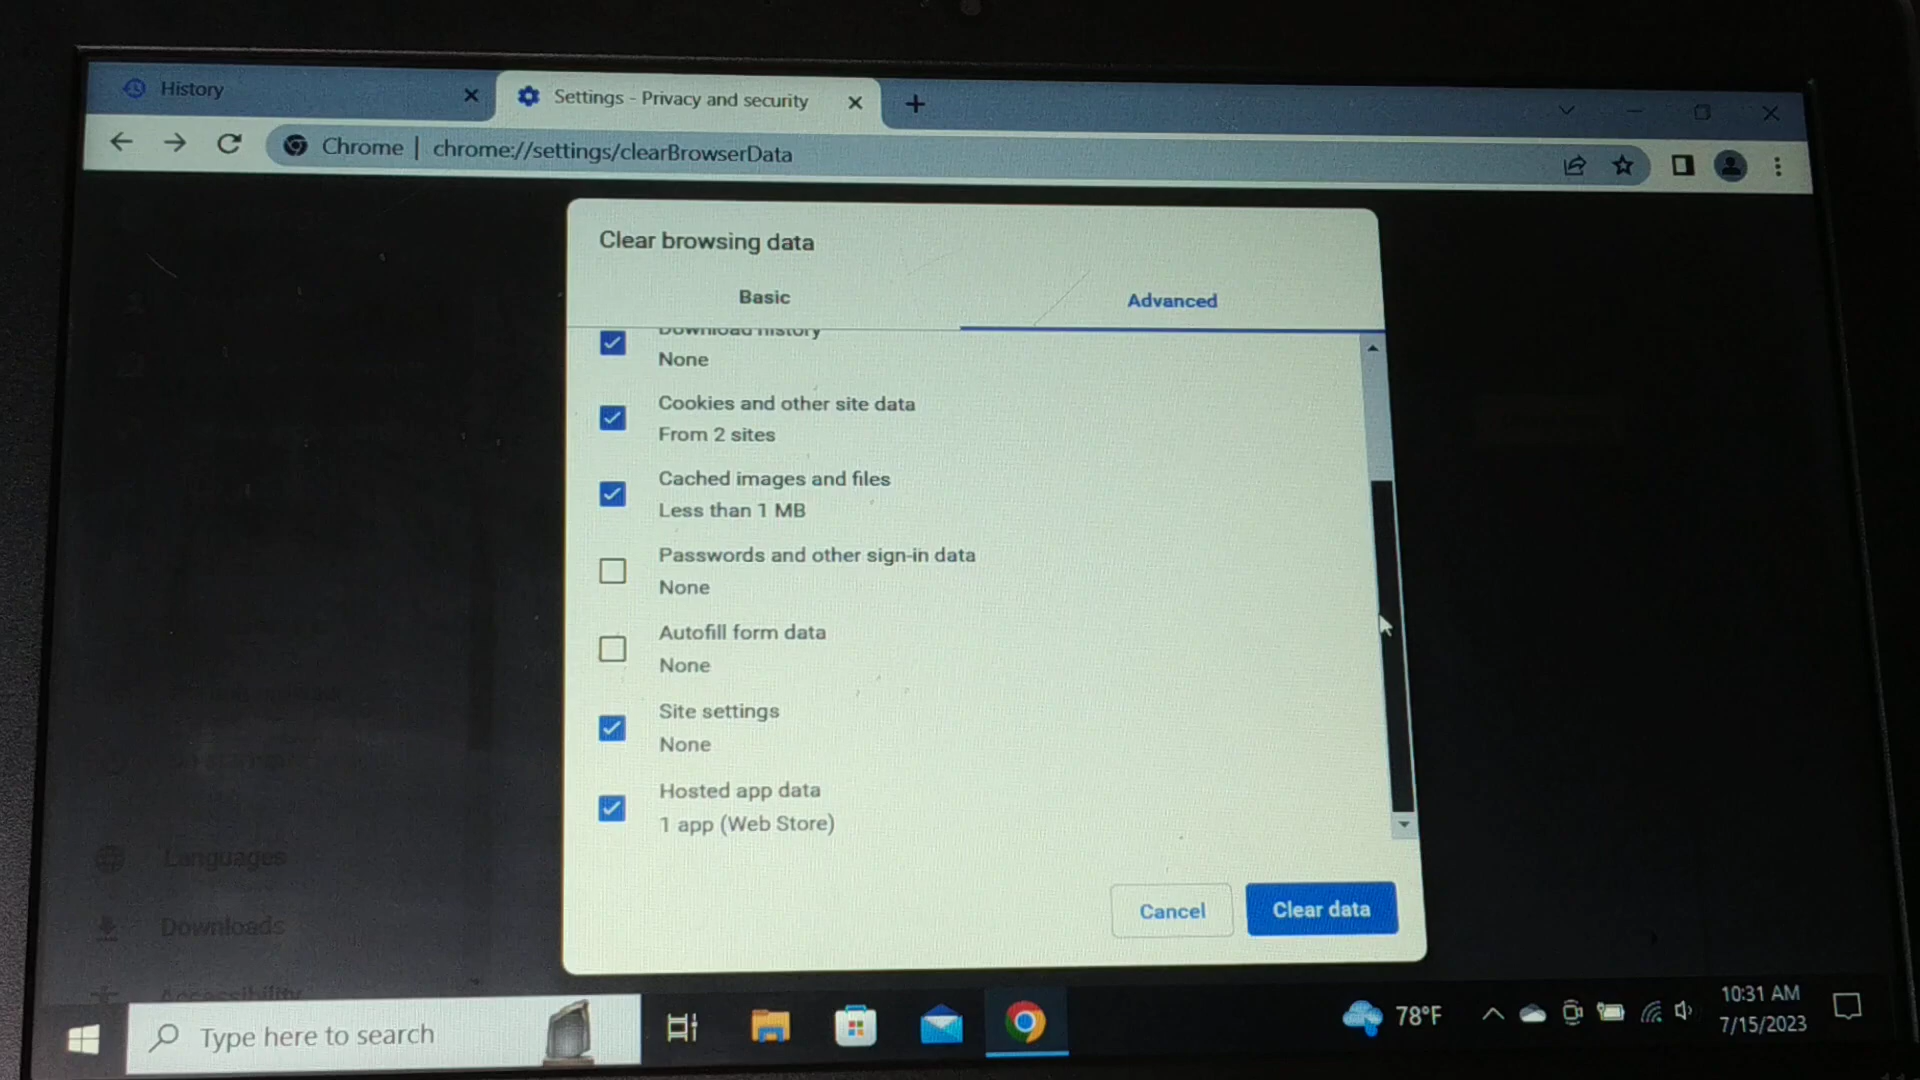 History
Settings - Privacy and security
Chrome | chrome://settings/clearBrowserData
Clear browsing data
Basic
Advanced
Download history
None
Cookies and other site data
From 2 sites
Cached images and files
Less than 1 MB
Passwords and other sign-in data
None
Autofill form data
None
Site settings
None
Hosted app data
1 app (Web Store)
Cancel
Clear data
Languages
Downloads
Accessibility
Type here to search
78°F
10:31 AM
7/15/2023